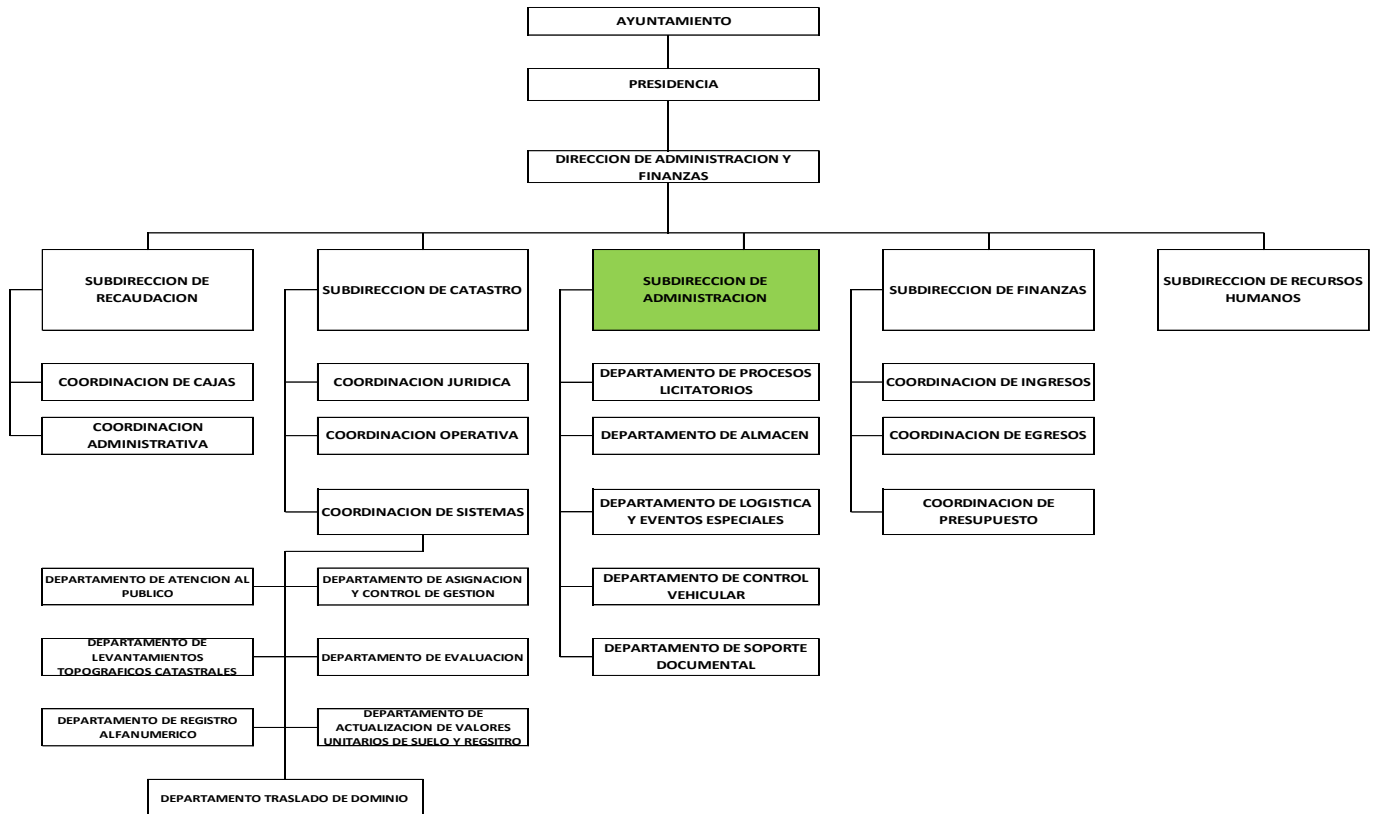 AYUNTAMIENTO
PRESIDENCIA
DIRECCION DE ADMINISTRACION Y
FINANZAS
SUBDIRECCION DE
RECAUDACION
SUBDIRECCION DE CATASTRO
SUBDIRECCION DE
ADMINISTRACION
SUBDIRECCION DE FINANZAS
SUBDIRECCION DE RECURSOS
HUMANOS
COORDINACION DE CAJAS
COORDINACION JURIDICA
DEPARTAMENTO DE PROCESOS
LICITATORIOS
COORDINACION DE INGRESOS
COORDINACION
ADMINISTRATIVA
COORDINACION OPERATIVA
DEPARTAMENTO DE ALMACEN
COORDINACION DE EGRESOS
COORDINACION DE SISTEMAS
DEPARTAMENTO DE LOGISTICA
Y EVENTOS ESPECIALES
COORDINACION DE
PRESUPUESTO
DEPARTAMENTO DE ATENCION AL
PUBLICO
DEPARTAMENTO DE ASIGNACION
Y CONTROL DE GESTION
DEPARTAMENTO DE CONTROL
VEHICULAR
DEPARTAMENTO DE
LEVANTAMIENTOS
TOPOGRAFICOS CATASTRALES
DEPARTAMENTO DE EVALUACION
DEPARTAMENTO DE SOPORTE
DOCUMENTAL
DEPARTAMENTO DE REGISTRO
ALFANUMERICO
DEPARTAMENTO DE
ACTUALIZACION DE VALORES
UNITARIOS DE SUELO Y REGSITRO
DEPARTAMENTO TRASLADO DE DOMINIO